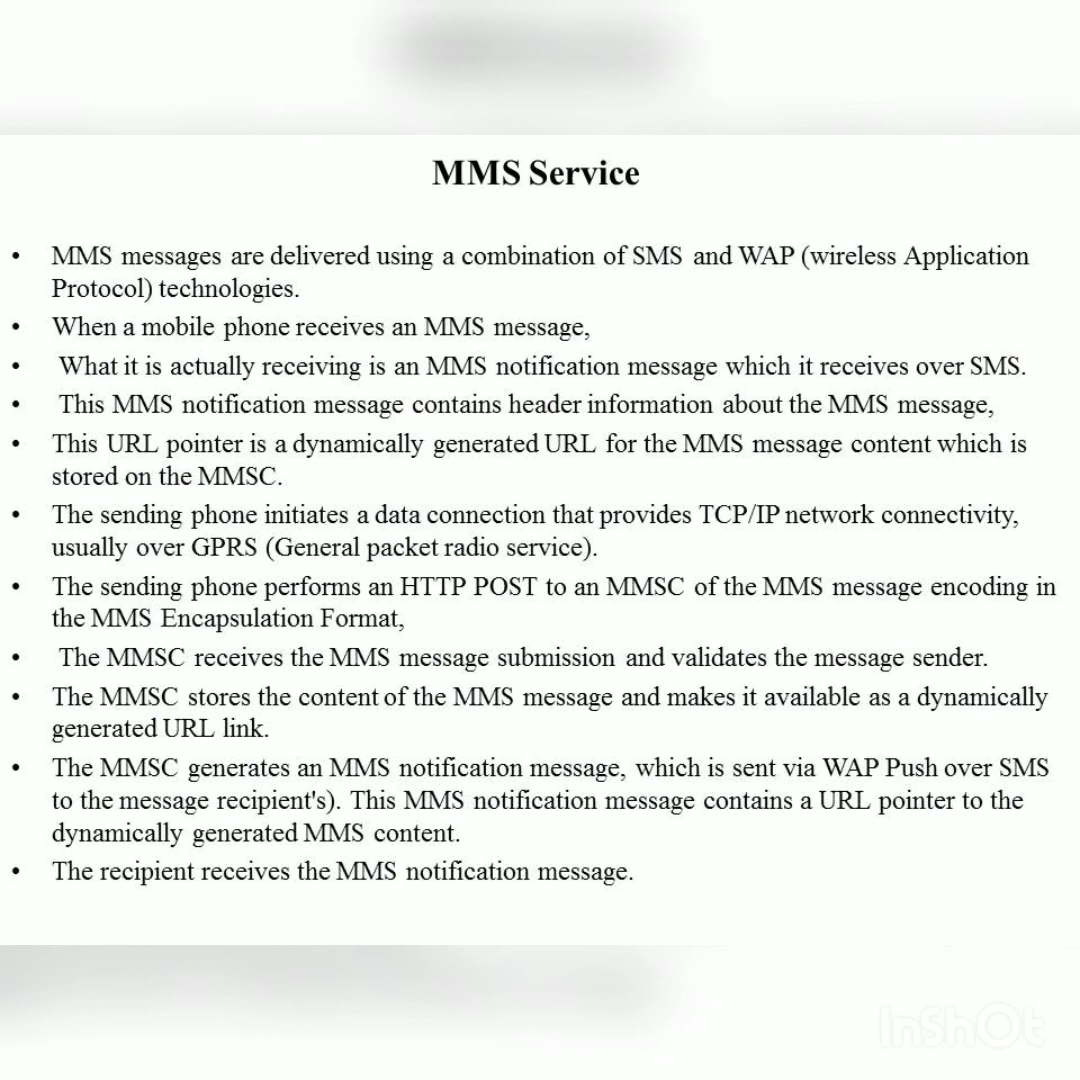 MMS Service
• MMS messages are delivered using a combination of SMS and WAP (wireless Application
Protocol) technologies.
• When a mobile phone receives an MMS message,
• What it is actually receiving is an MMS notification message which it receives over SMS.
• This MMS notification message contains header information about the MMS message,
• This URL pointer is a dynamically generated URL for the MMS message content which is
stored on the MMSC.
• The sending phone initiates a data connection that provides TCP/IP network connectivity,
usually over GPRS (General packet radio service).
• The sending phone performs an HTTP POST to an MMSC of the MMS message encoding in
the MMS Encapsulation Format,
• The MMSC receives the MMS message submission and validates the message sender.
• The MMSC stores the content of the MMS message and makes it available as a dynamically
generated URL link.
• The MMSC generates an MMS notification message, which is sent via WAP Push over SMS
to the message recipient's). This MMS notification message contains a URL pointer to the
dynamically generated MMS content.
• The recipient receives the MMS notification message.
InShOt